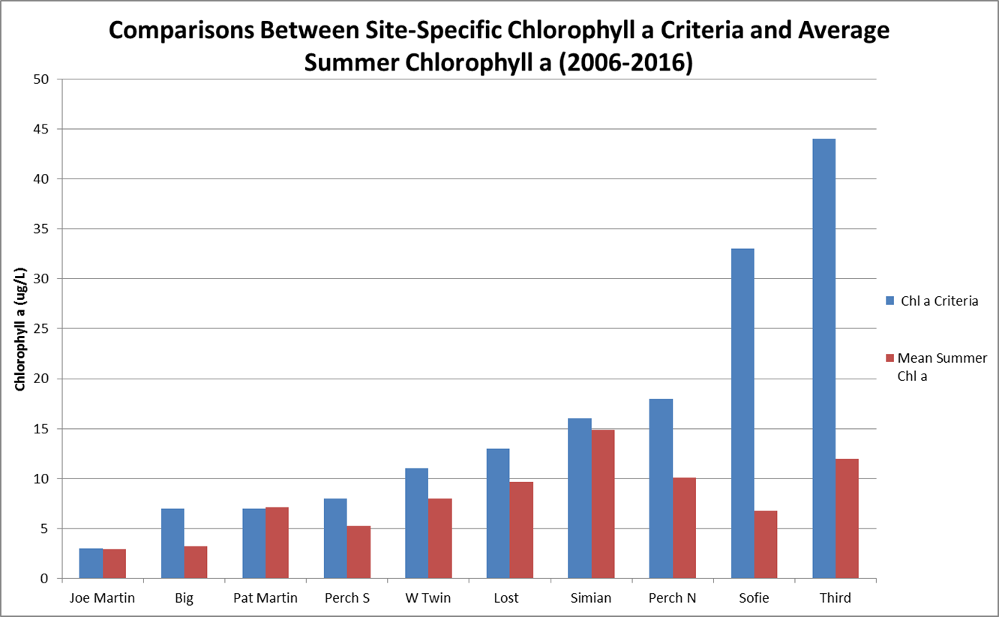 Comparisons Between Site-Specific Chlorophyll a Criteria and Average
Summer Chlorophyll a (2006-2016)
50
45
40
35
30
25
20
15
10
5
0
Chlorophyll a (ug/L)
Joe Martin
Big
Pat Martin
Perch S
W Twin
Lost
Simian
Perch N
Sofie
Third
Chl a Criteria
Mean Summer
Chl a